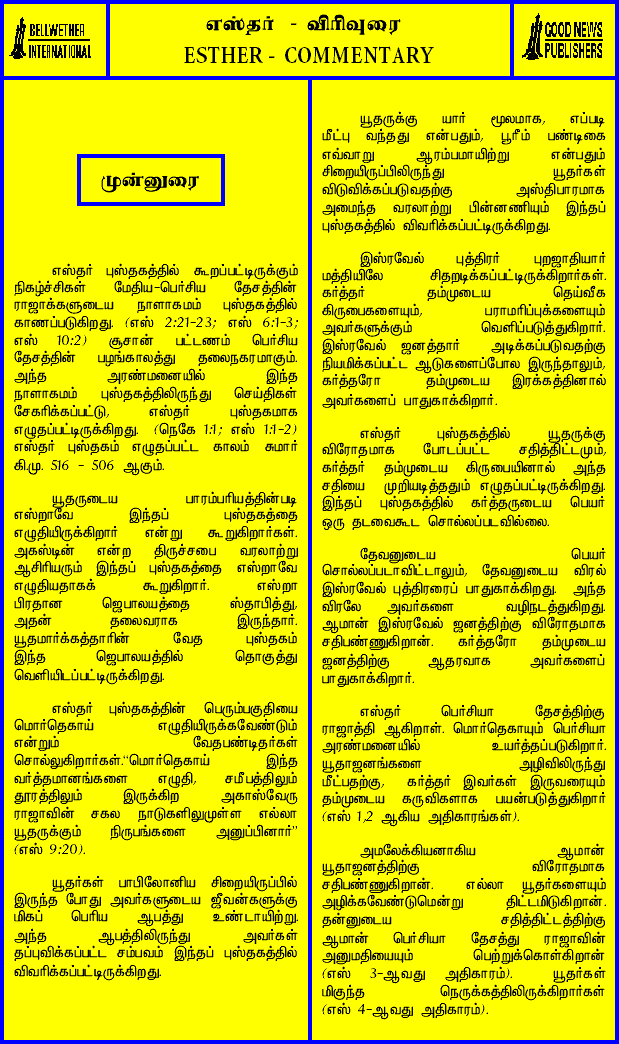 BELLWETHER
INTERNATIONAL
எஸ்தர் - விரிவுரை
ESTHER - COMMENTARY
GOOD NEWS
PUBLISHERS
முன்னுரை
எஸ்தர் புஸ்தகத்தில் கூறப்பட்டிருக்கும்
நிகழ்ச்சிகள் மேதிய-பெர்சிய தேசத்தின்
ராஜாக்களுடைய நாளாகமம் புஸ்தகத்தில்
காணப்படுகிறது. (எஸ் 2:21-23; எஸ் 6:1-3;
எஸ் 10:2) சூசான் பட்டணம் பெர்சிய
தேசத்தின் பழங்காலத்து தலைநகரமாகும்.
அந்த அரண்மனையில் இந்த
நாளாகமம் புஸ்தகத்திலிருந்து செய்திகள்
சேகரிக்கப்பட்டு, எஸ்தர் புஸ்தகமாக
எழுதப்பட்டிருக்கிறது. (நெகே 1:1; எஸ் 1:1-2)
எஸ்தர் புஸ்தகம் எழுதப்பட்ட காலம் சுமார்
கி.மு. 516 - 506 ஆகும்.
யூதருடைய பாரம்பரியத்தின்படி
எஸ்றாவே இந்தப் புஸ்தகத்தை
எழுதியிருக்கிறார் என்று கூறுகிறார்கள்.
அகஸ்டின் என்ற திருச்சபை வரலாற்று
ஆசிரியரும் இந்தப் புஸ்தகத்தை எஸ்றாவே
எழுதியதாகக் கூறுகிறார். எஸ்றா
பிரதான ஜெபாலயத்தை ஸ்தாபித்து,
அதன் தலைவராக இருந்தார்.
யூதமார்க்கத்தாரின் வேத புஸ்தகம்
இந்த ஜெபாலயத்தில் தொகுத்து
வெளியிடப்பட்டிருக்கிறது.
எஸ்தர் புஸ்தகத்தின் பெரும்பகுதியை
மொர்தெகாய் எழுதியிருக்கவேண்டும்
என்றும் வேதபண்டிதர்கள்
சொல்லுகிறார்கள்.“மொர்தெகாய் இந்த
வர்த்தமானங்களை எழுதி, சமீபத்திலும்
தூரத்திலும் இருக்கிற அகாஸ்வேரு
ராஜாவின் சகல நாடுகளிலுமுள்ள எல்லா
யூதருக்கும் நிருபங்களை அனுப்பினார்”
(எஸ் 9:20).
யூதர்கள் பாபிலோனிய சிறையிருப்பில்
இருந்த போது அவர்களுடைய ஜீவன்களுக்கு
மிகப் பெரிய ஆபத்து உண்டாயிற்று.
அந்த ஆபத்திலிருந்து அவர்கள்
தப்புவிக்கப்பட்ட சம்பவம் இந்தப் புஸ்தகத்தில்
விவரிக்கப்பட்டிருக்கிறது.
யூதருக்கு யார் மூலமாக, எப்படி
மீட்பு வந்தது என்பதும், பூரீம் பண்டிகை
எவ்வாறு ஆரம்பமாயிற்று என்பதும்
சிறையிருப்பிலிருந்து யூதர்கள்
விடுவிக்கப்படுவதற்கு அஸ்திபாரமாக
அமைந்த வரலாற்று பின்னணியும் இந்தப்
புஸ்தகத்தில் விவரிக்கப்பட்டிருக்கிறது.
இஸ்ரவேல் புத்திரர் புறஜாதியார்
மத்தியிலே சிதறடிக்கப்பட்டிருக்கிறார்கள்.
கர்த்தர் தம்முடைய தெய்வீக
கிருபைகளையும், பராமரிப்புக்களையும்
அவர்களுக்கும் வெளிப்படுத்துகிறார்.
இஸ்ரவேல் ஜனத்தார் அடிக்கப்படுவதற்கு
நியமிக்கப்பட்ட ஆடுகளைப்போல இருந்தாலும்,
கர்த்தரோ தம்முடைய இரக்கத்தினால்
அவர்களைப் பாதுகாக்கிறார்.
எஸ்தர் புஸ்தகத்தில் யூதருக்கு
விரோதமாக போடப்பட்ட சதித்திட்டமும்,
கர்த்தர் தம்முடைய கிருபையினால் அந்த
சதியை முறியடித்ததும் எழுதப்பட்டிருக்கிறது.
இந்தப் புஸ்தகத்தில் கர்த்தருடைய பெயர்
ஒரு தடவைகூட சொல்லப்படவில்லை.
தேவனுடைய பெயர்
சொல்லப்படாவிட்டாலும், தேவனுடைய விரல்
இஸ்ரவேல் புத்திரரைப் பாதுகாக்கிறது. அந்த
விரலே அவர்களை வழிநடத்துகிறது.
ஆமான் இஸ்ரவேல் ஜனத்திற்கு விரோதமாக
சதிபண்ணுகிறான். கர்த்தரோ தம்முடைய
ஜனத்திற்கு ஆதரவாக அவர்களைப்
பாதுகாக்கிறார்.
எஸ்தர் பெர்சியா தேசத்திற்கு
ராஜாத்தி ஆகிறாள். மொர்தெகாயும் பெர்சியா
அரண்மனையில் உயர்த்தப்படுகிறார்.
யூதாஜனங்களை அழிவிலிருந்து
மீட்பதற்கு, கர்த்தர் இவர்கள் இருவரையும்
தம்முடைய கருவிகளாக பயன்படுத்துகிறார்
(எஸ் 1,2 ஆகிய அதிகாரங்கள்).
அமலேக்கியனாகிய ஆமான்
யூதாஜனத்திற்கு விரோதமாக
சதிபண்ணுகிறான். எல்லா யூதர்களையும்
அழிக்கவேண்டுமென்று திட்டமிடுகிறான்.
தன்னுடைய சதித்திட்டத்திற்கு
ஆமான் பெர்சியா தேசத்து ராஜாவின்
அனுமதியையும் பெற்றுக்கொள்கிறான்
(எஸ் 3-ஆவது அதிகாரம்). யூதர்கள்
மிகுந்த நெருக்கத்திலிருக்கிறார்கள்
(எஸ் 4-ஆவது அதிகாரம்).